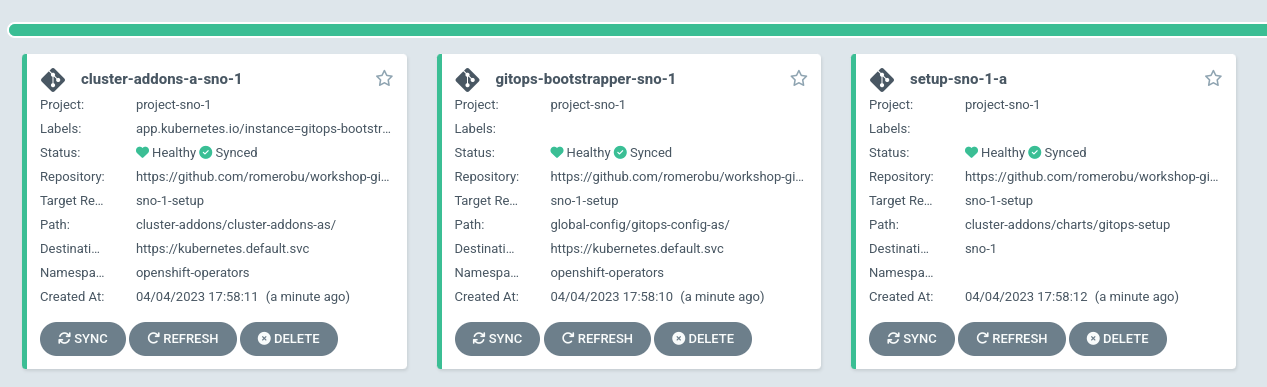 cluster-addons-a-sno-1
Project: project-sno-1
Labels: app.kubernetes.io/instance=gitops-bootstr...
Status: Healthy Synced
Repository: https://github.com/romerobu/workshop-gi...
Target Re... sno-1-setup
Path: cluster-addons/cluster-addons-as/
Destinati... https://kubernetes.default.svc
Namespa... openshift-operators
Created At: 04/04/2023 17:58:11 (a minute ago)
SYNC REFRESH DELETE
gitops-bootstrapper-sno-1
Project: project-sno-1
Labels:
Status: Healthy Synced
Repository: https://github.com/romerobu/workshop-gi...
Target Re... sno-1-setup
Path: global-config/gitops-config-as/
Destinati... https://kubernetes.default.svc
Namespa... openshift-operators
Created At: 04/04/2023 17:58:10 (a minute ago)
SYNC REFRESH DELETE
setup-sno-1-a
Project: project-sno-1
Labels:
Status: Healthy Synced
Repository: https://github.com/romerobu/workshop-gi...
Target Re... sno-1-setup
Path: cluster-addons/charts/gitops-setup
Destinati... sno-1
Namespa...
Created At: 04/04/2023 17:58:12 (a minute ago)
SYNC REFRESH DELETE